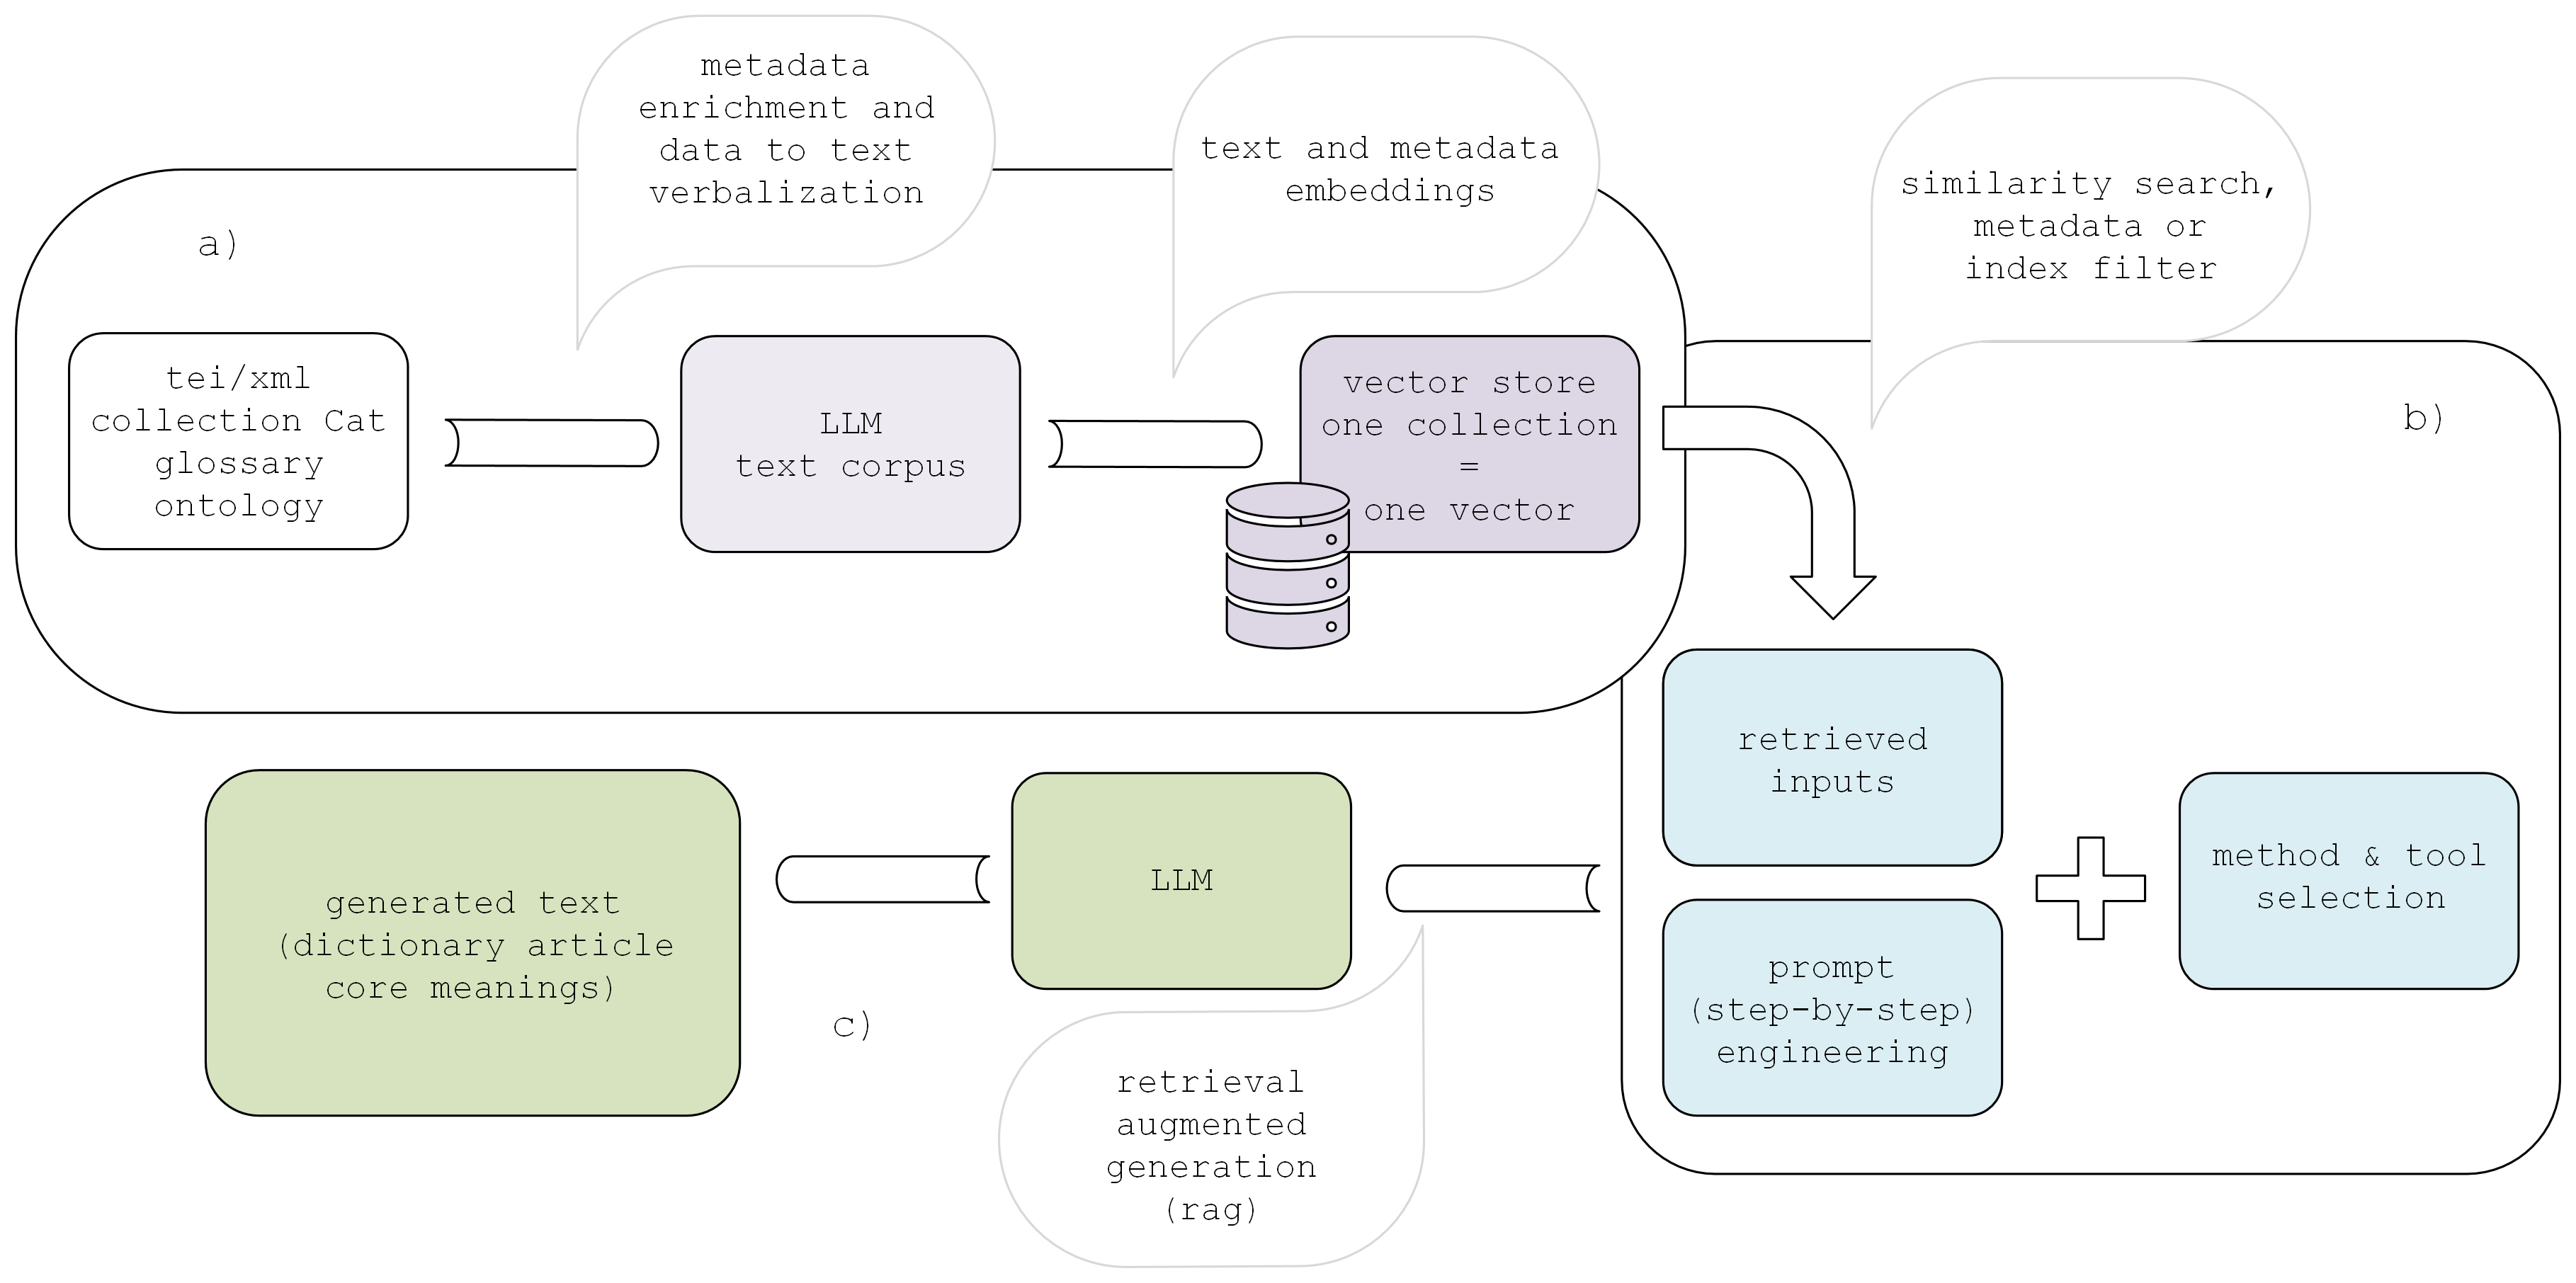 metadata
enrichment and
data to text
verbalization
text and metadata
embeddings
similarity search,
metadata or
index filter
a)
tei/xml
collection Cat
glossary
ontology
LLM
text corpus
vector store
one collection
=
one vector
b)
retrieved
inputs
prompt
(step-by-step)
engineering
method & tool
selection
LLM
retrieval
augmented
generation
(rag)
c)
generated text
(dictionary article
core meanings)